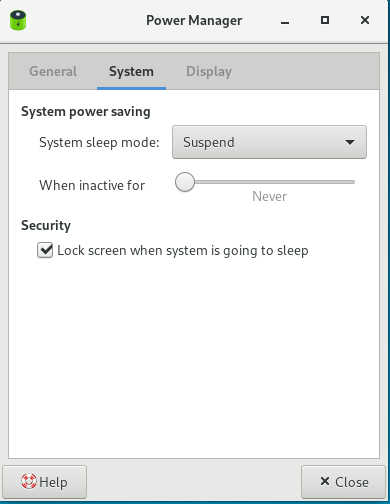 Power Manager
General System Display
System power saving
System sleep mode: Suspend
When inactive for
Never
Security
Lock screen when system is going to sleep
Help Close